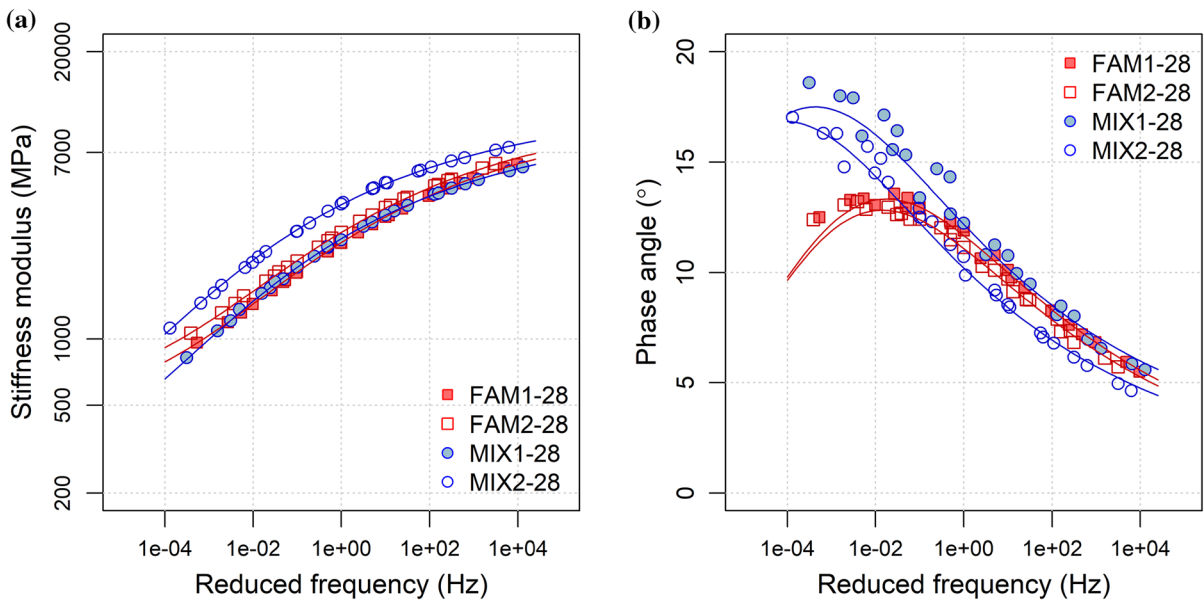 (a)
Stiffness modulus (MPa)
20000
7000
1000
500
200
FAM1-28
FAM2-28
MIX1-28
MIX2-28
1e-04
1e-02
1e+00
1e+02
1e+04
Reduced frequency (Hz)
(b)
Phase angle (°)
20
15
10
5
0
FAM1-28
FAM2-28
MIX1-28
MIX2-28
1e-04
1e-02
1e+00
1e+02
1e+04
Reduced frequency (Hz)